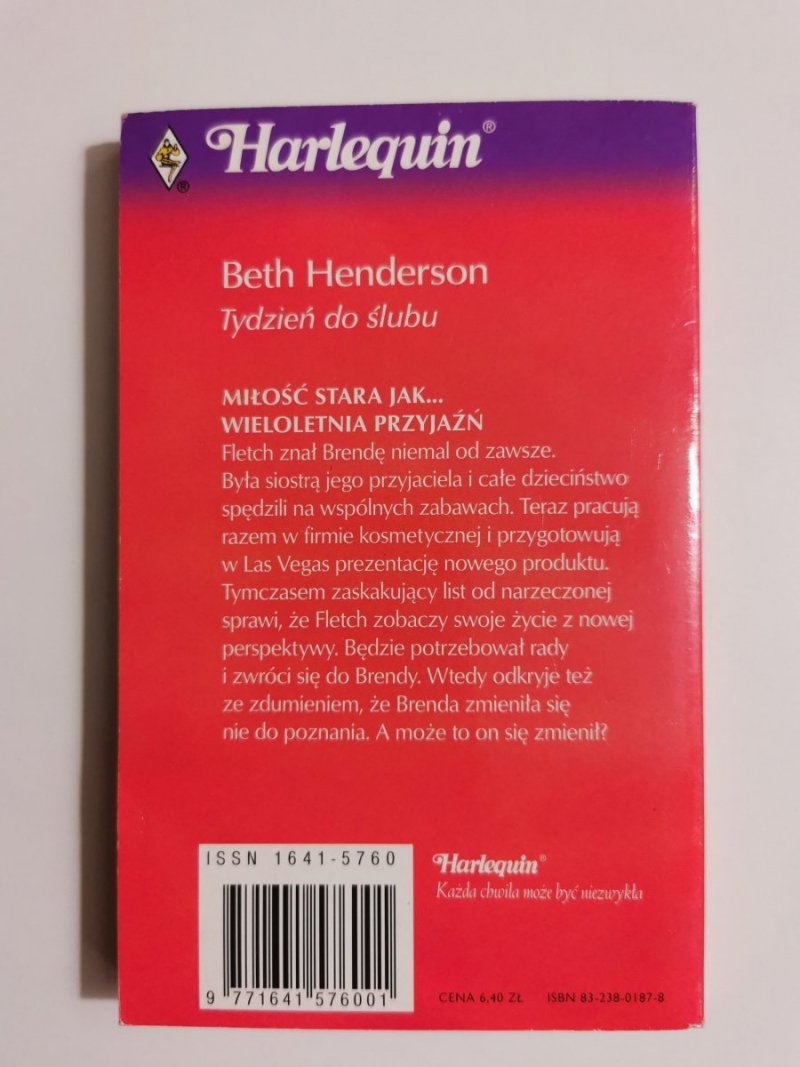 Harlequin®
®
Beth Henderson
Tydzień do ślubu
MIŁOŚĆ STARA JAK...
WIELOLETNIA PRZYJAŹŃ
Fletch znał Brendę niemal od zawsze.
Była siostrą jego przyjaciela i całe dzieciństwo
spędzili na wspólnych zabawach. Teraz pracują
razem w firmie kosmetycznej i przygotowują
w Las Vegas prezentację nowego produktu.
Tymczasem zaskakujący list od narzeczonej
sprawi, że Fletch zobaczy swoje życie z nowej
perspektywy. Będzie potrzebował rady
i zwróci się do Brendy. Wtedy odkryje też
ze zdumieniem, że Brenda zmieniła się
nie do poznania. A może to on się zmienił?
ISSN 1641-5760
9 771641 576001
Harlequin®
Każda chwila może być niezwykła
CENA 6,40 ZŁ ISBN 83-238-0187-8